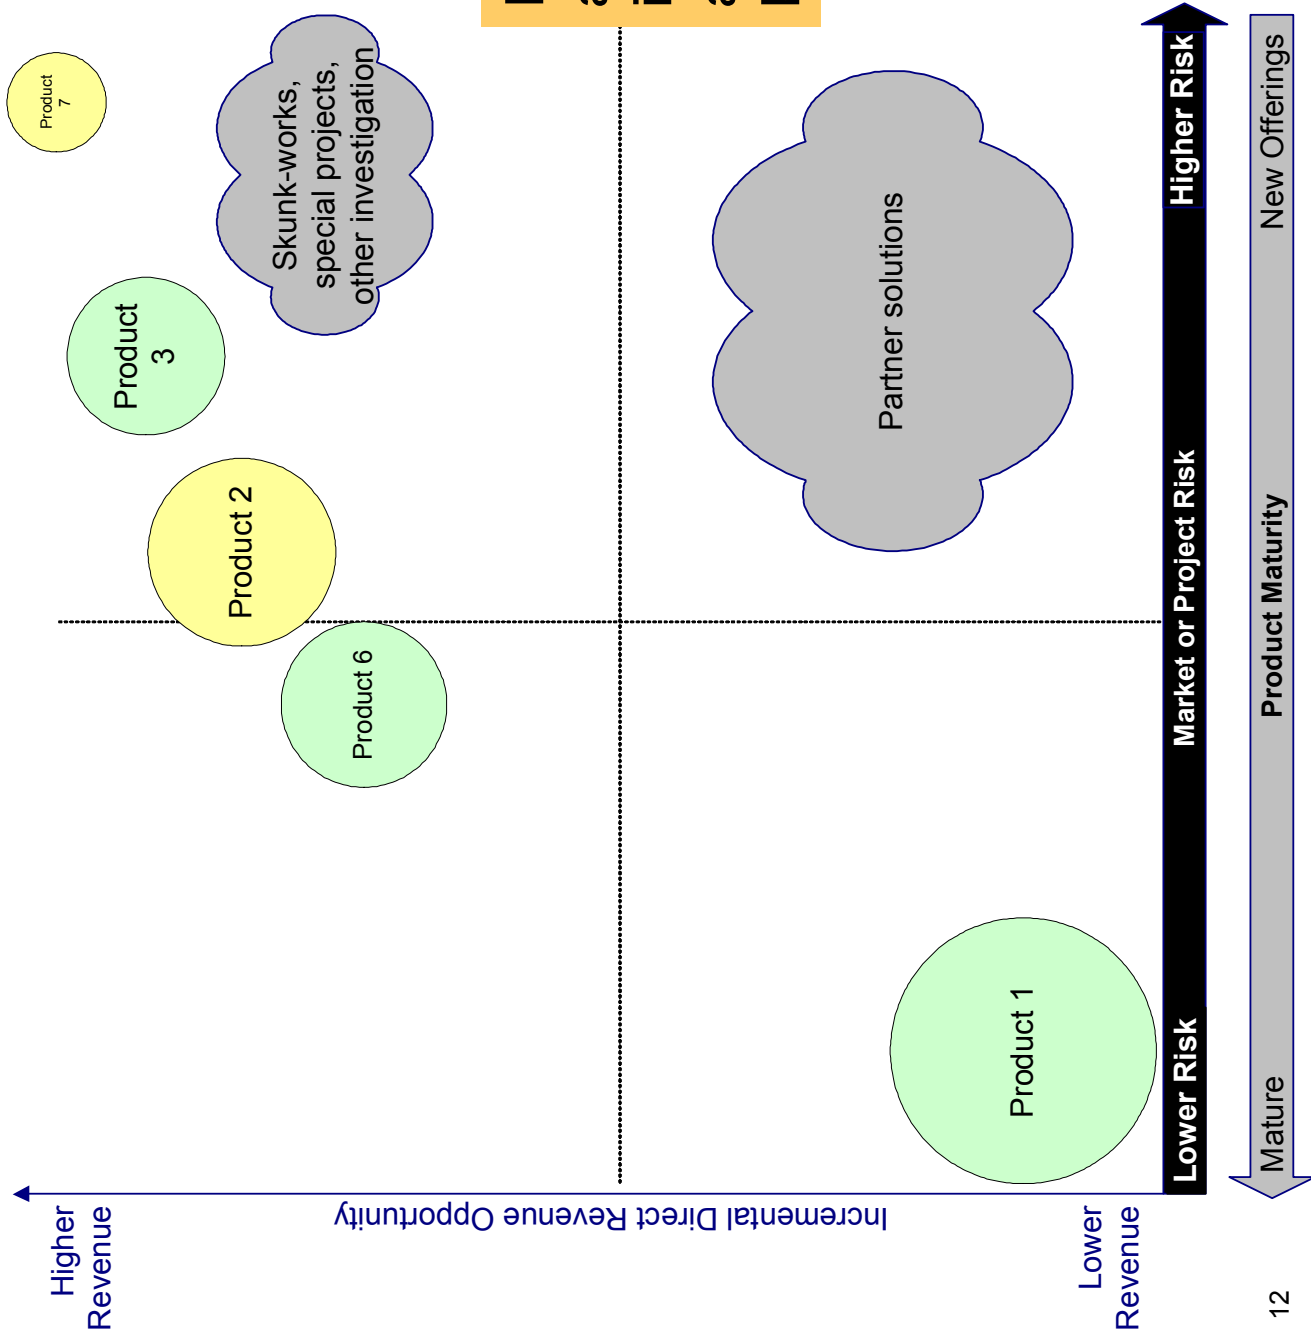 Higher
Revenue
Incremental Direct Revenue Opportunity
Lower
Revenue
Product
7
Skunk-works,
special projects,
other investigation
Product
3
Product 2
Product 6
Partner solutions
Product 1
Lower Risk
Market or Project Risk
Higher Risk
Mature
Product Maturity
New Offerings
12